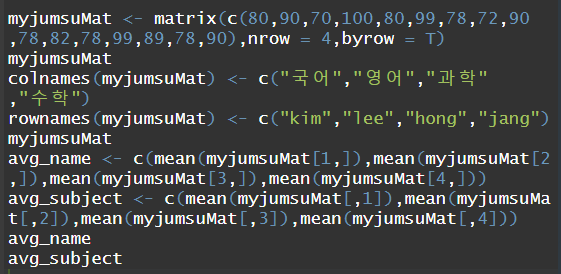 myjumsuMat <- matrix(c(80,90,70,100,80,99,78,72,90
,78,82,78,99,89,78,90),nrow = 4,byrow = T)
myjumsuMat
colnames(myjumsuMat) <- c("국어","영어","과학"
,"수학")
rownames(myjumsuMat) <- c("kim","lee","hong","jang")
myjumsuMat
avg_name <- c(mean(myjumsuMat[1,]),mean(myjumsuMat[2
,]),mean(myjumsuMat[3,]),mean(myjumsuMat[4,]))
avg_subject <- c(mean(myjumsuMat[,1]),mean(myjumsuMa
t[,2]),mean(myjumsuMat[,3]),mean(myjumsuMat[,4]))
avg_name
avg_subject